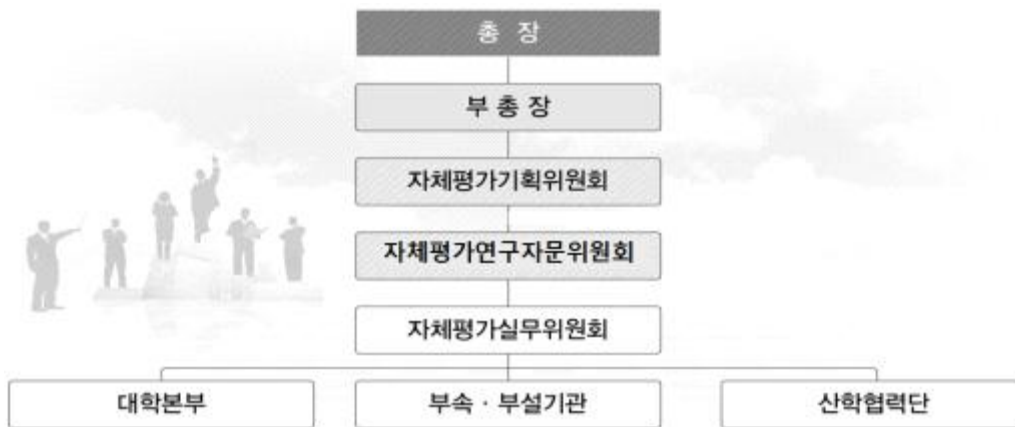 총 장
부 총 장
자체평가기획위원회
자체평가연구자문위원회
자체평가실무위원회
대학본부
부속 · 부설기관
산학협력단